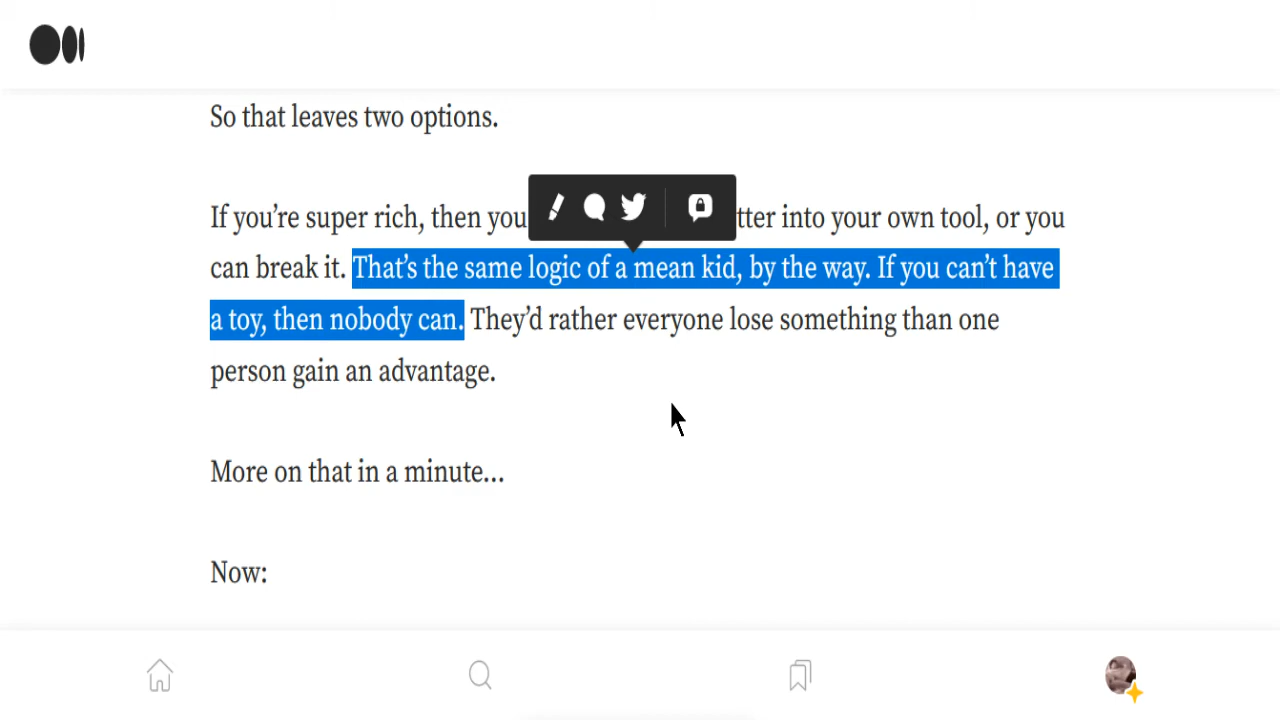 So that leaves two options.
If you’re super rich, then you tter into your own tool, or you
can break it. That’s the same logic of a mean kid, by the way. If you can’t have
a toy, then nobody can. They’d rather everyone lose something than one
person gain an advantage.
More on that in a minute…
Now: